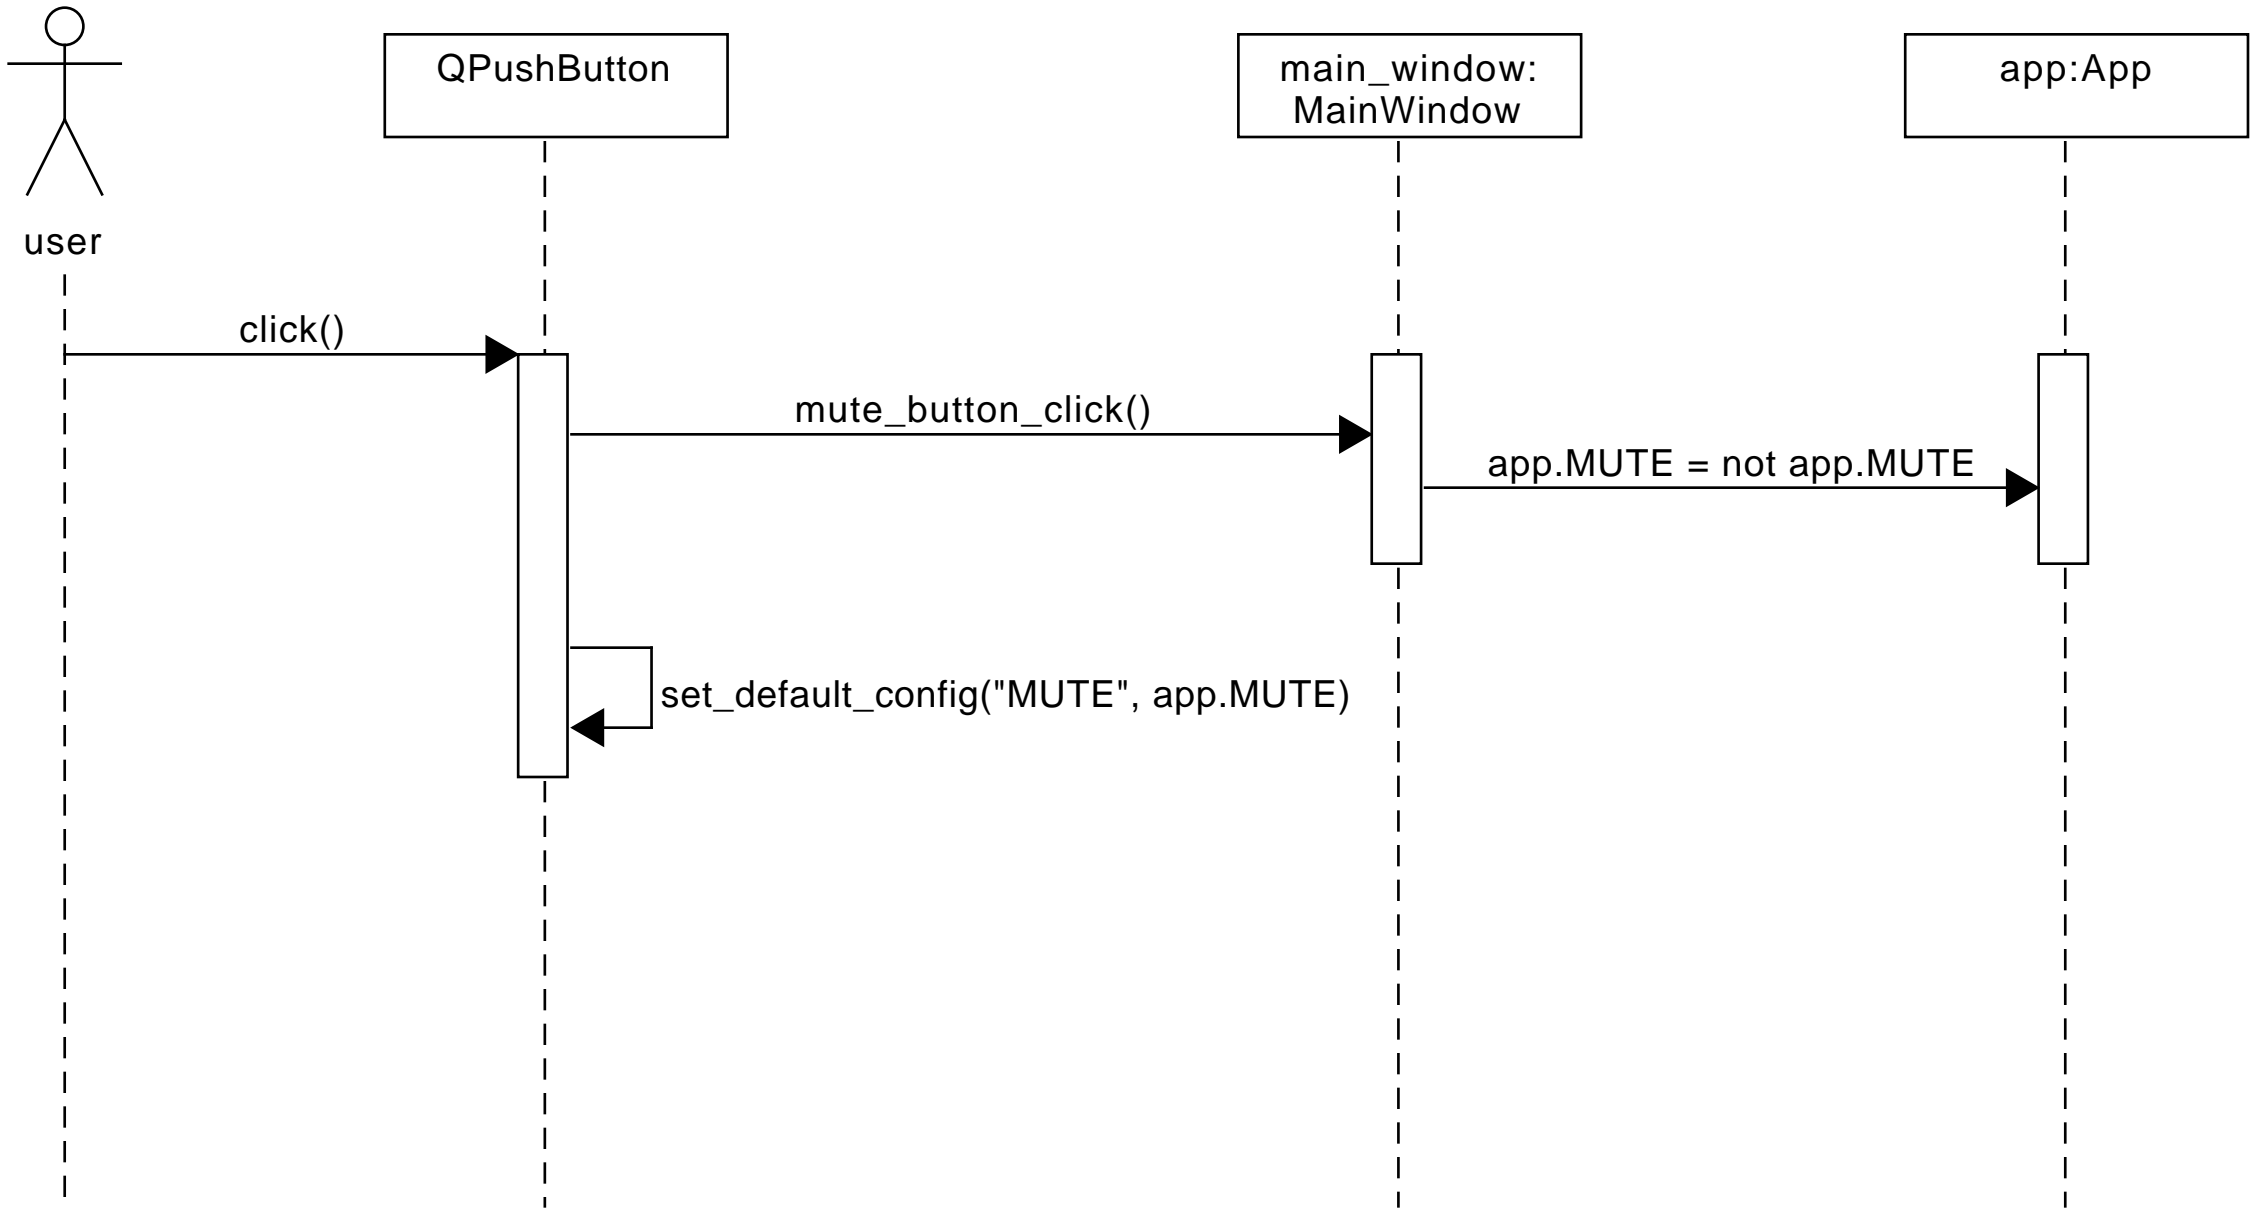 QPushButton
main_window:
MainWindow
app:App
user
click()
mute_button_click()
app.MUTE = not app.MUTE
set_default_config("MUTE", app.MUTE)